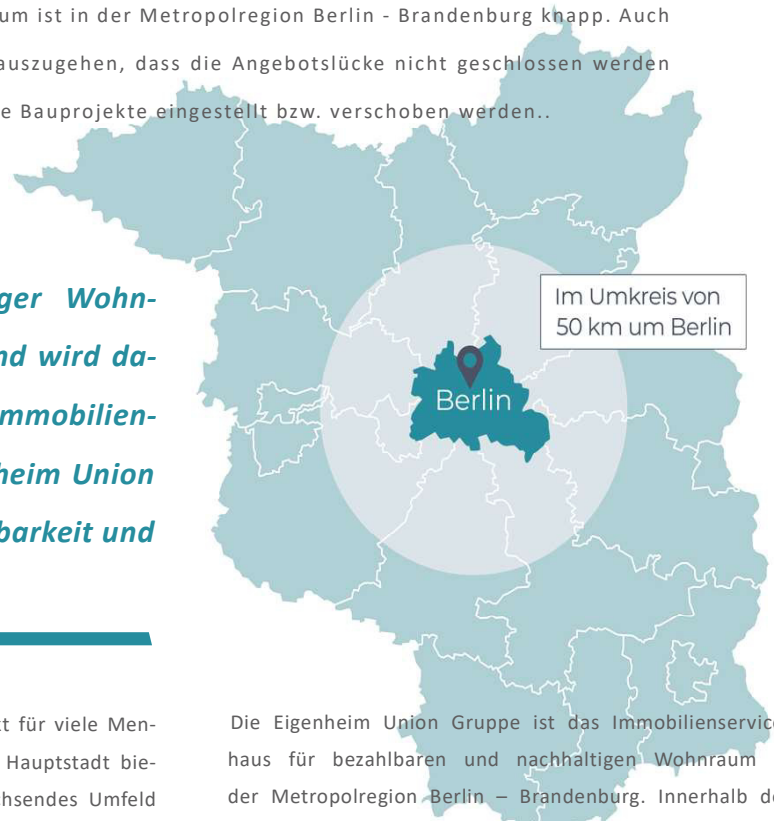 um ist in der Metropolregion Berlin - Brandenburg knapp. Auch
auszugehen, dass die Angebotslücke nicht geschlossen werden
e Bauprojekte eingestellt bzw. verschoben werden..
Im Umkreis von
50 km um Berlin
Berlin
ger Wohn-
nd wird da-
mmobilien-
heim Union
barkeit und
kt für viele Men-
Hauptstadt bie-
chsendes Umfeld
Die Eigenheim Union Gruppe ist das Immobilienservice
haus für bezahlbaren und nachhaltigen Wohnraum
der Metropolregion Berlin – Brandenburg. Innerhalb de